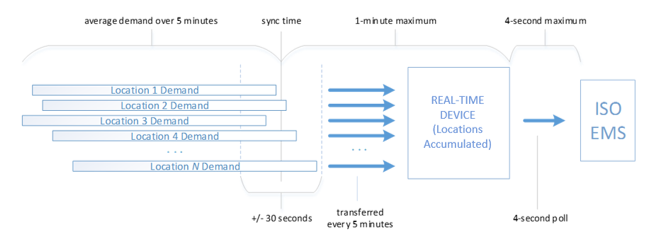 average demand over 5 minutes
sync time
1-minute maximum
4-second maximum
Location 1 Demand
Location 2 Demand
Location 3 Demand
Location 4 Demand
. . .
Location N Demand
. . .
REAL-TIME
DEVICE
(Locations
Accumulated)
ISO
EMS
+/- 30 seconds
transferred
every 5 minutes
4-second poll